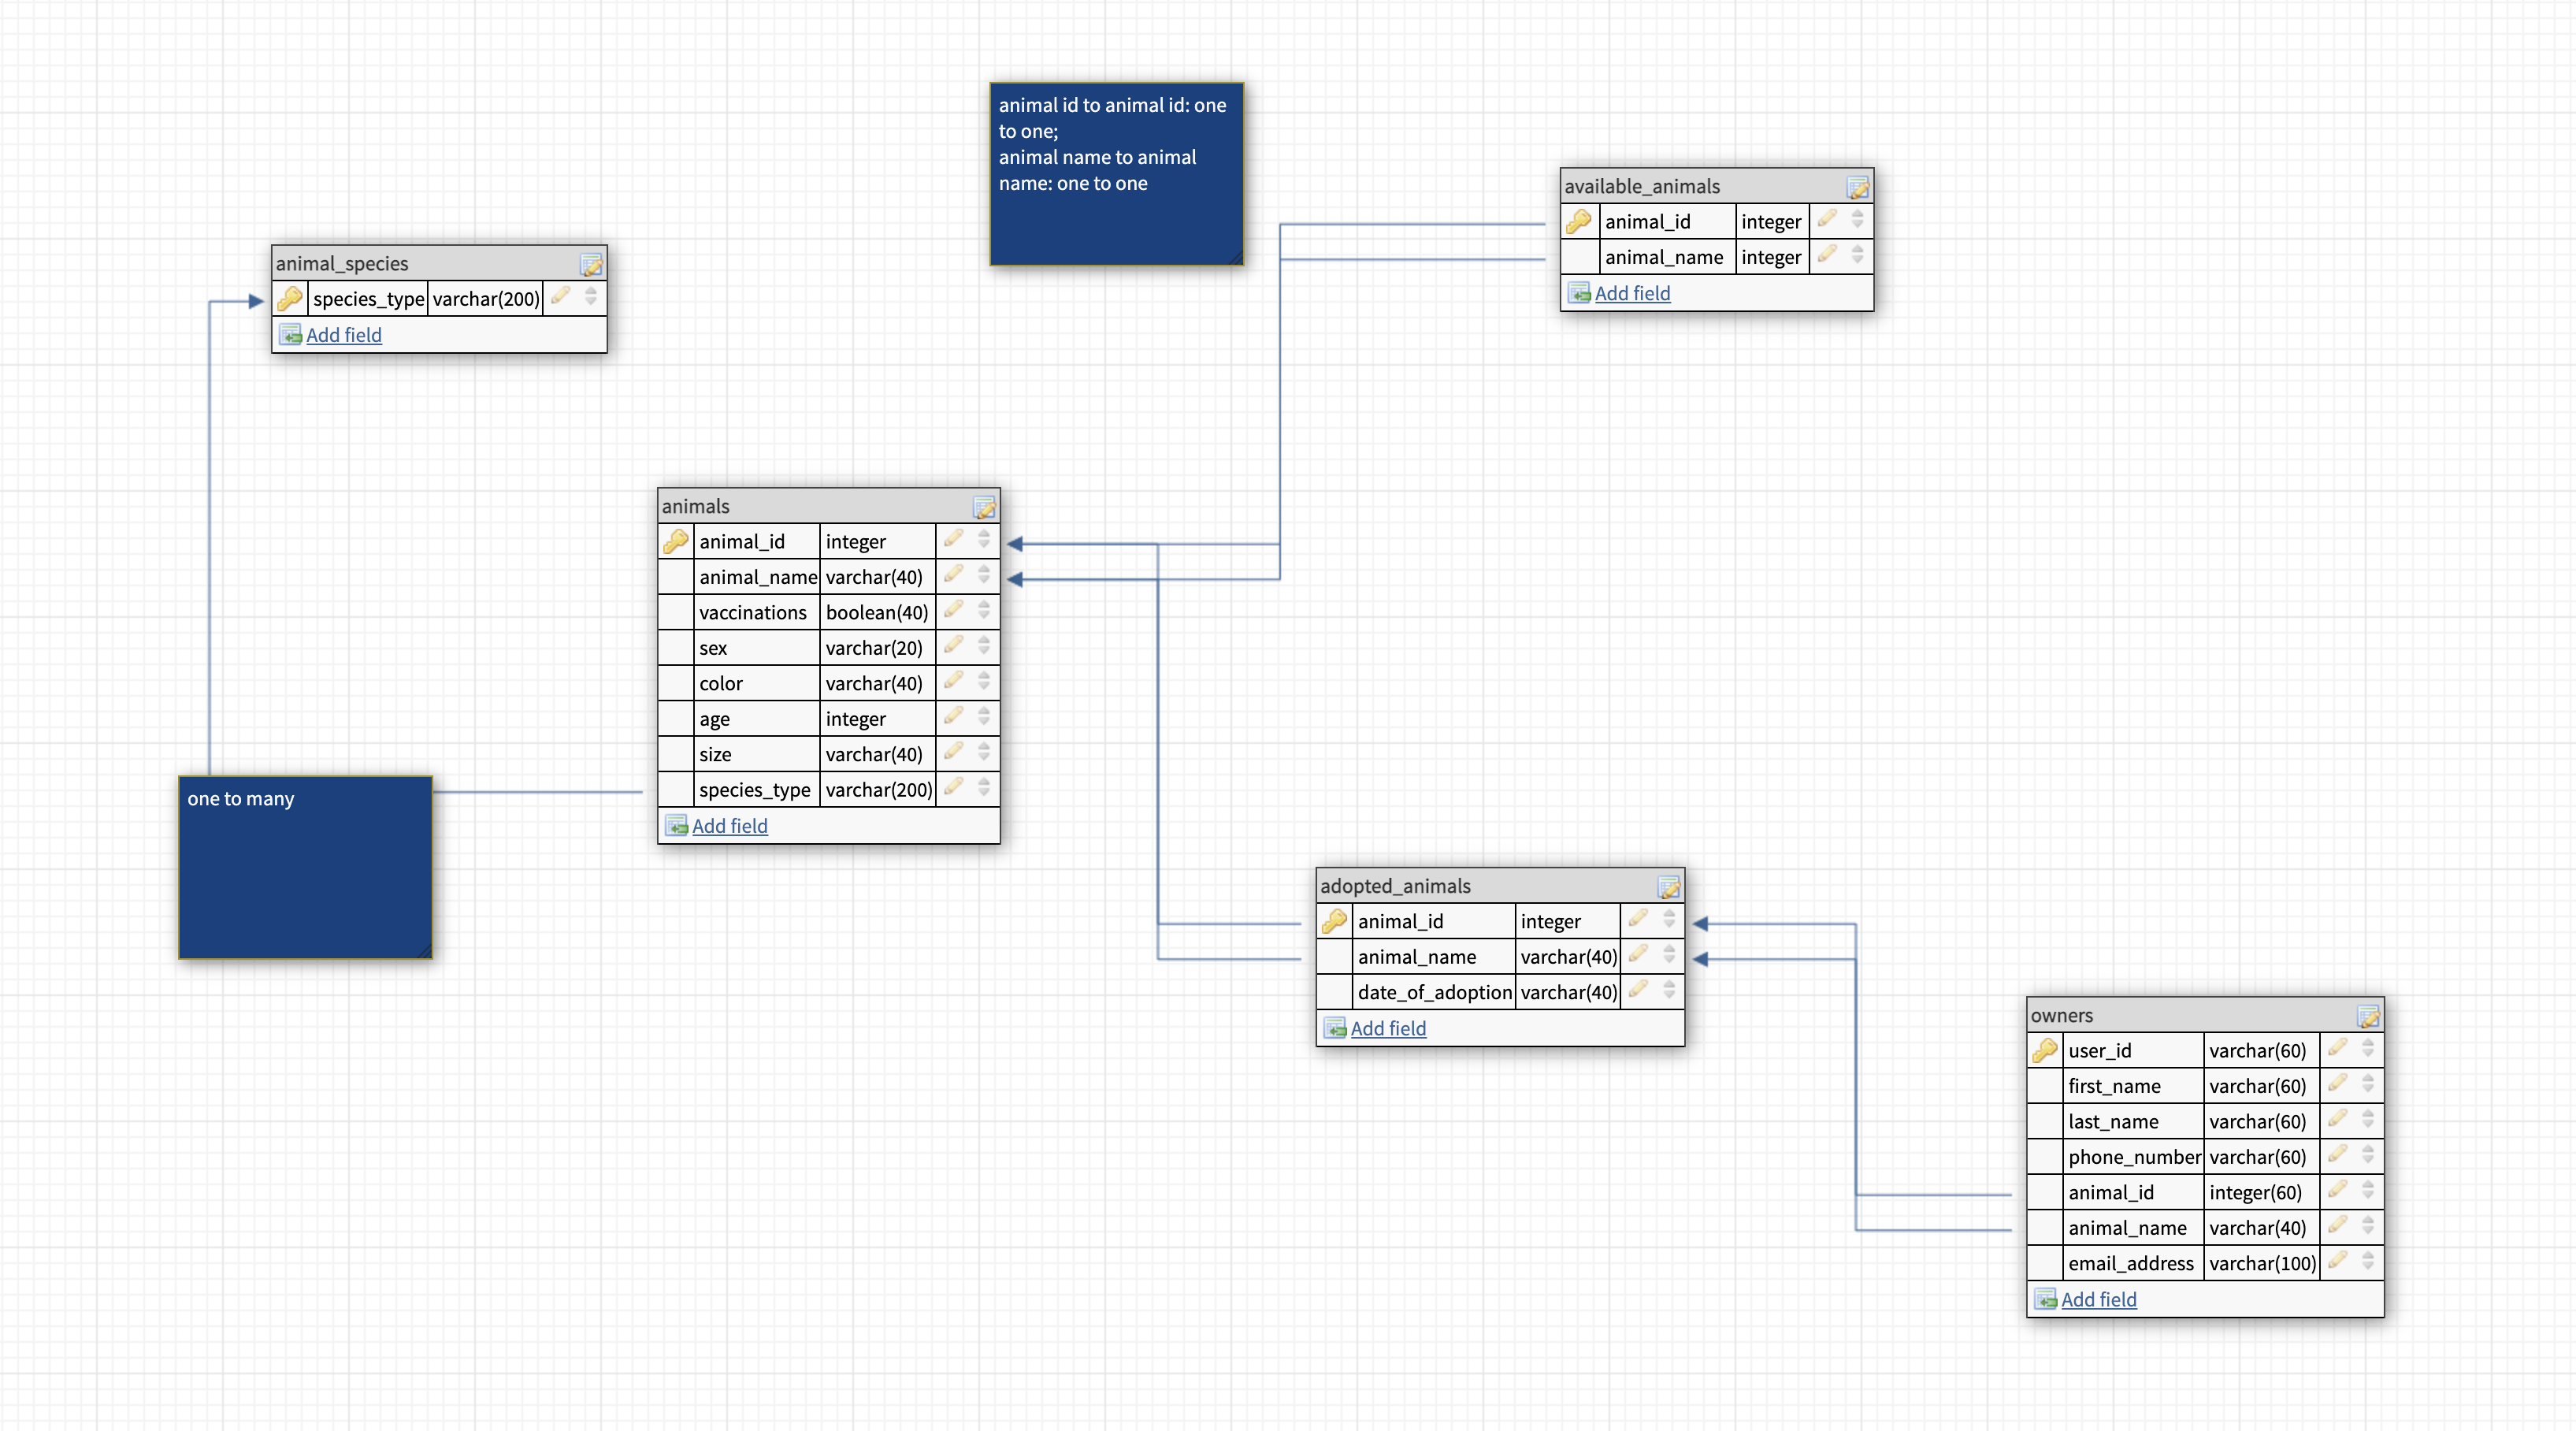 animal id to animal id: one
to one;
animal name to animal
name: one to one
available_animals
animal_id integer
animal_name integer
Add field
animal_species
species_type varchar(200)
Add field
animals
animal_id integer
animal_name varchar(40)
vaccinations boolean(40)
sex varchar(20)
color varchar(40)
age integer
size varchar(40)
species_type varchar(200)
Add field
one to many
adopted_animals
animal_id integer
animal_name varchar(40)
date_of_adoption varchar(40)
Add field
owners
user_id varchar(60)
first_name varchar(60)
last_name varchar(60)
phone_number varchar(60)
animal_id integer(60)
animal_name varchar(40)
email_address varchar(100)
Add field